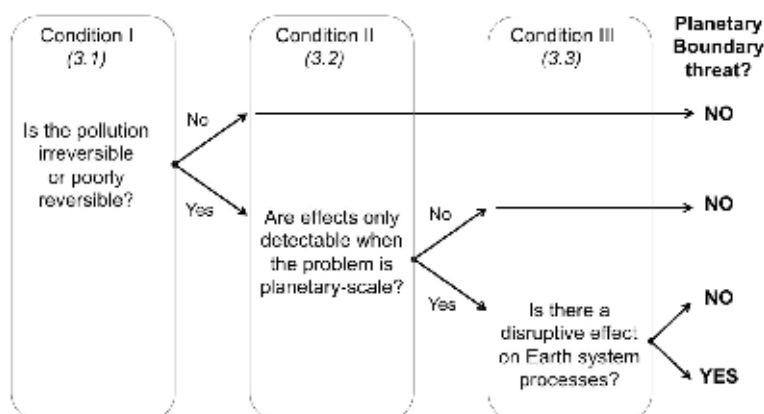 Condition I
(3.1)
Condition II
(3.2)
Condition III
(3.3)
Planetary
Boundary
threat?
No
NO
Is the pollution
irreversible
or poorly
reversible?
Yes
Are effects only
detectable when
the problem is
planetary-scale?
No
NO
Yes
Is there a
disruptive effect
on Earth system
processes?
NO
YES